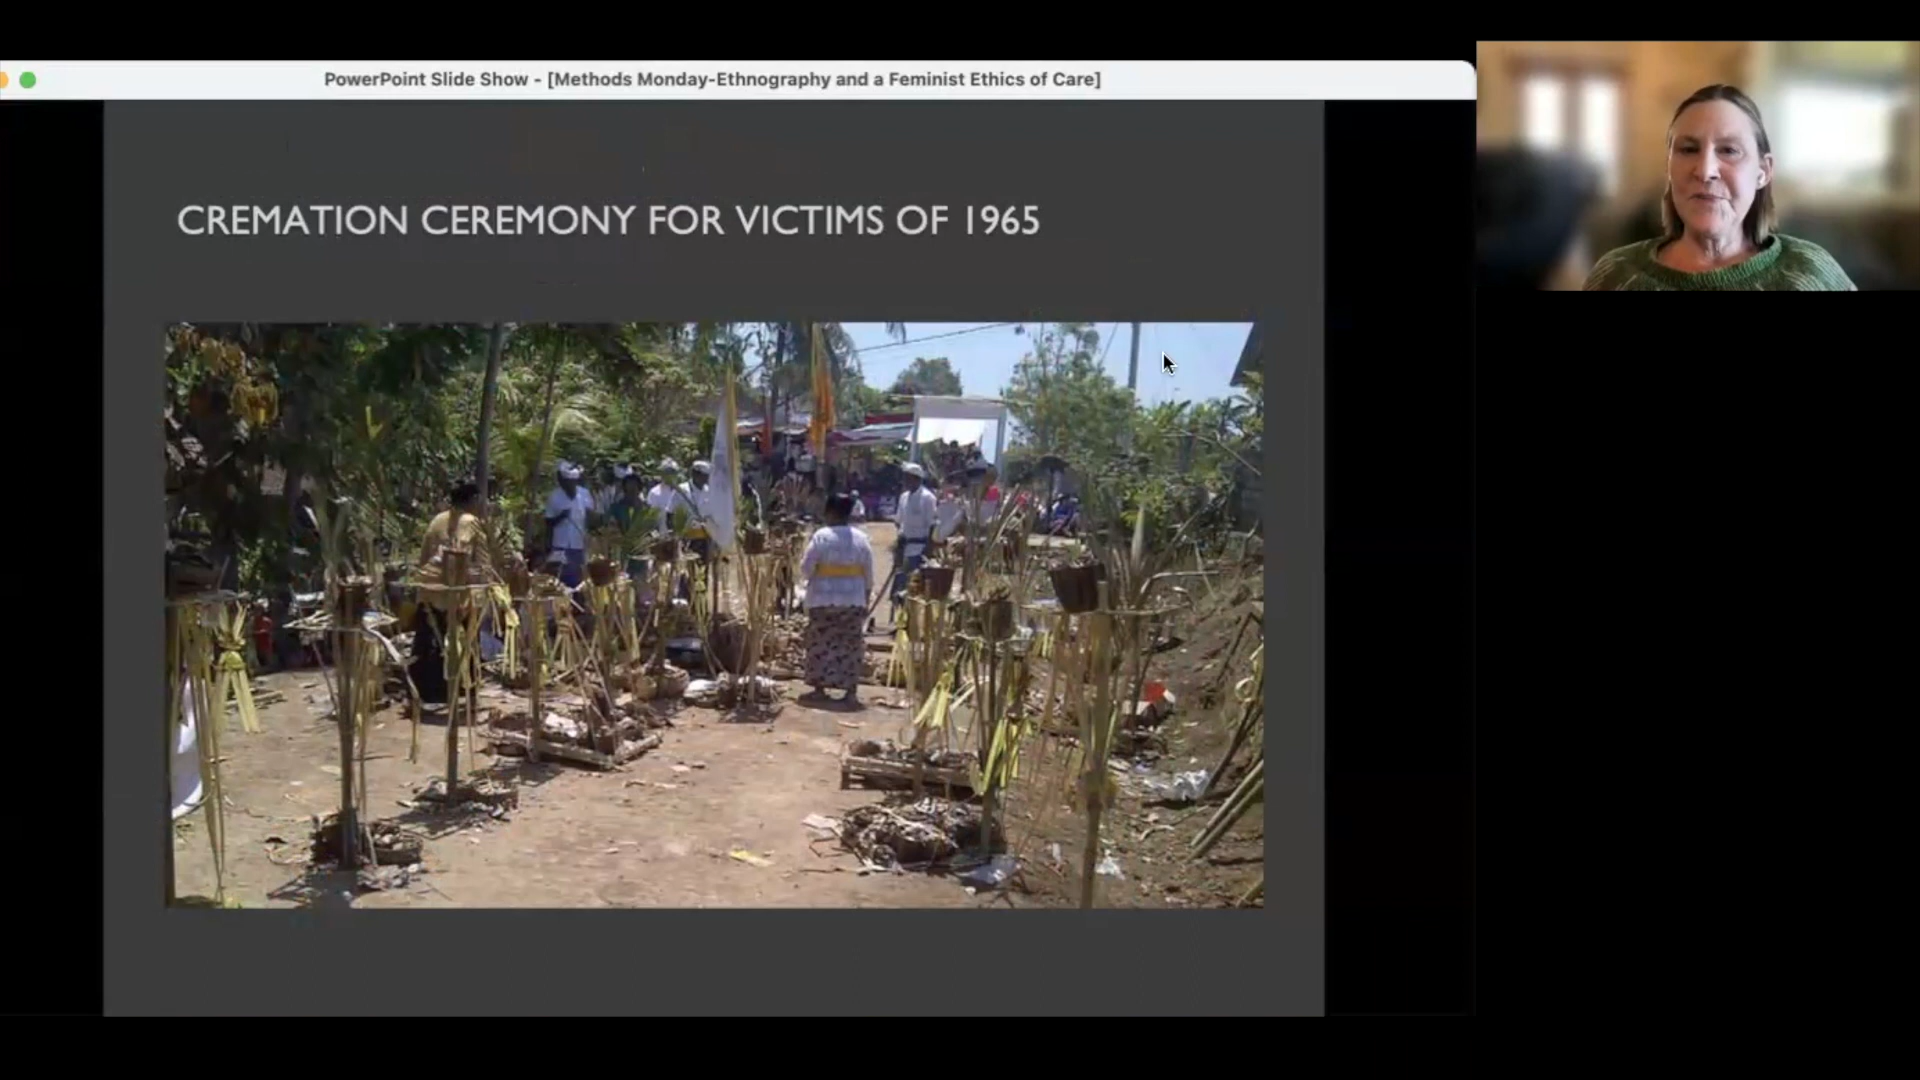 PowerPoint Slide Show - [Methods Monday-Ethnography and a Feminist Ethics of Care]
CREMATION CEREMONY FOR VICTIMS OF 1965